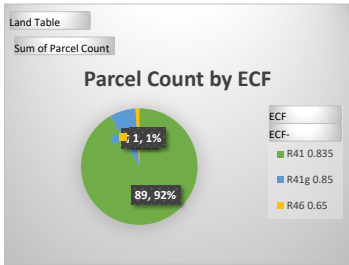 Land Table
Sum of Parcel Count
Parcel Count by ECF
1, 1%
89, 92%
ECF
ECF-
R41 0.835
R41g 0.85
R46 0.65